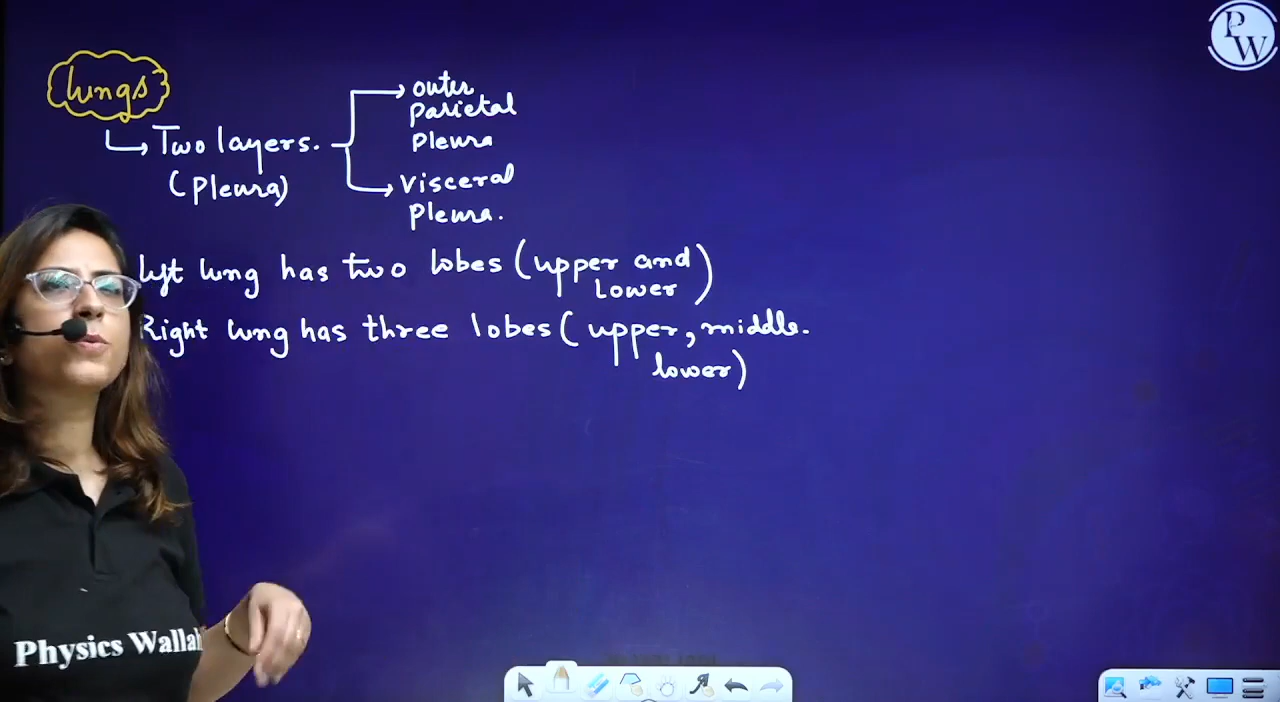 PW
Lungs
Two layers.
(Pleura)
outer
parietal
pleura
Visceral
pleura.
left lung has two lobes (upper and
Lower)
Right lung has three lobes (upper, middle.
lower)
Physics Wallah